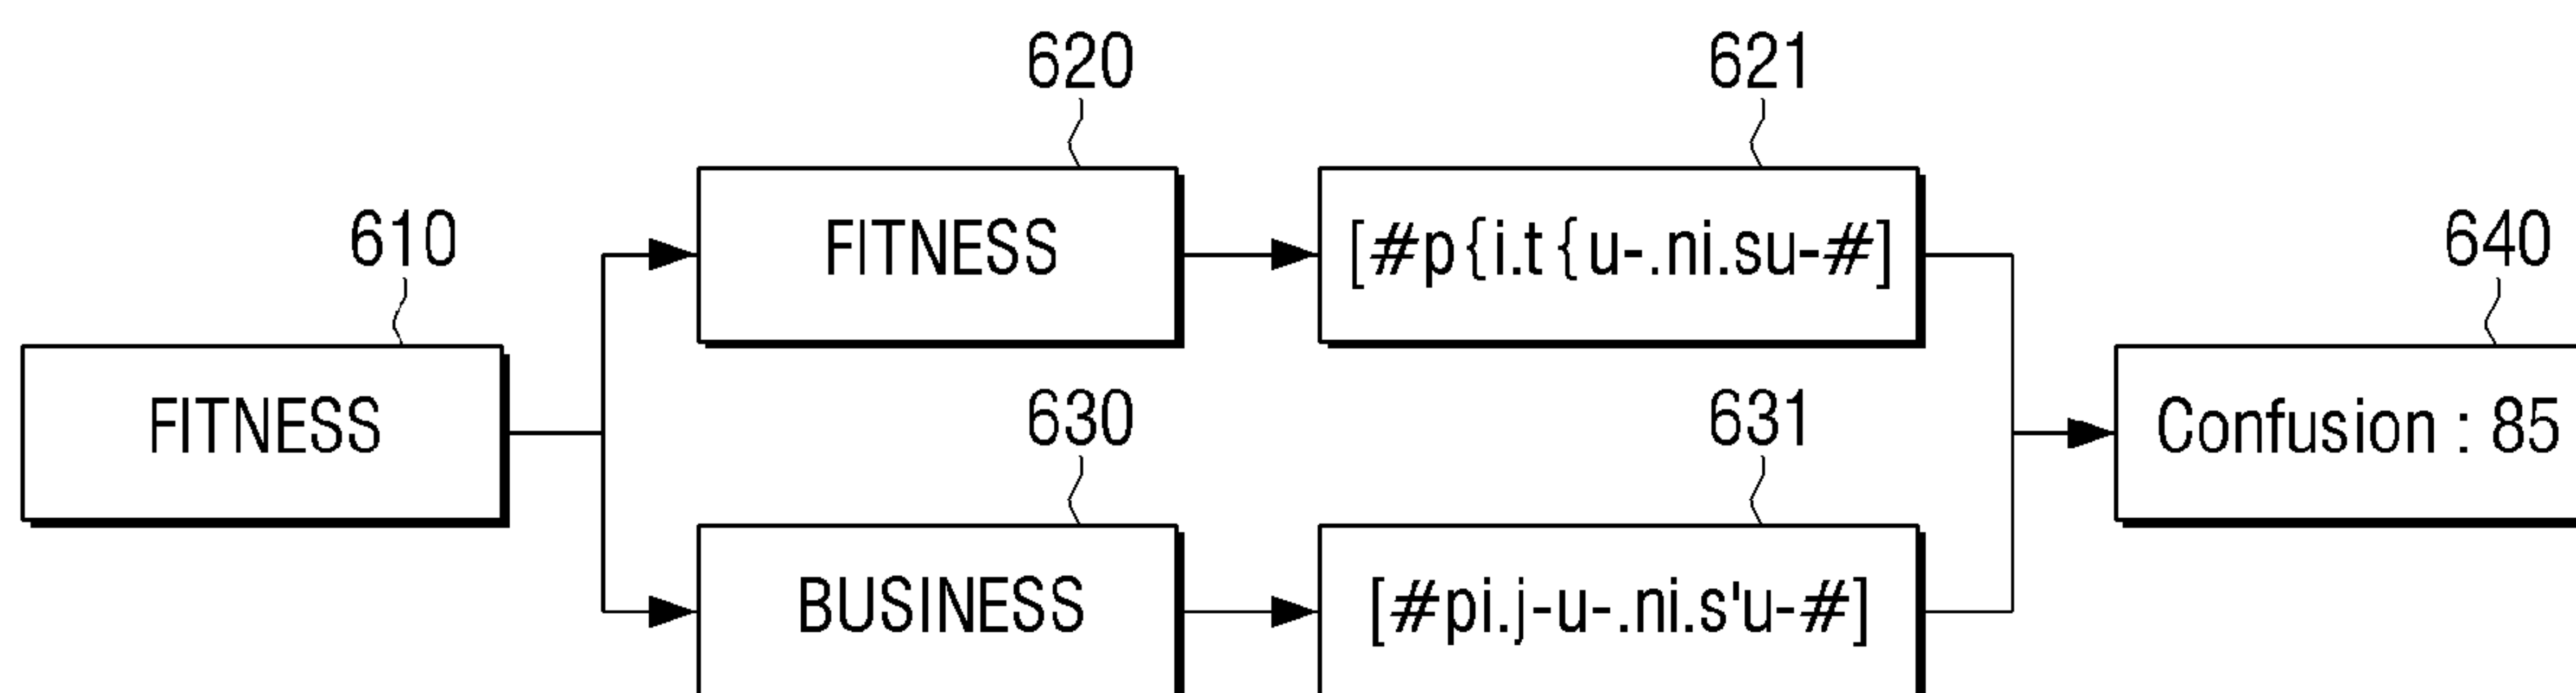 620
621
FITNESS
[#p{i.t{u-.ni.su-#]
610
640
FITNESS
Confusion : 85
630
631
BUSINESS
[#pi.j-u-.ni.s'u-#]